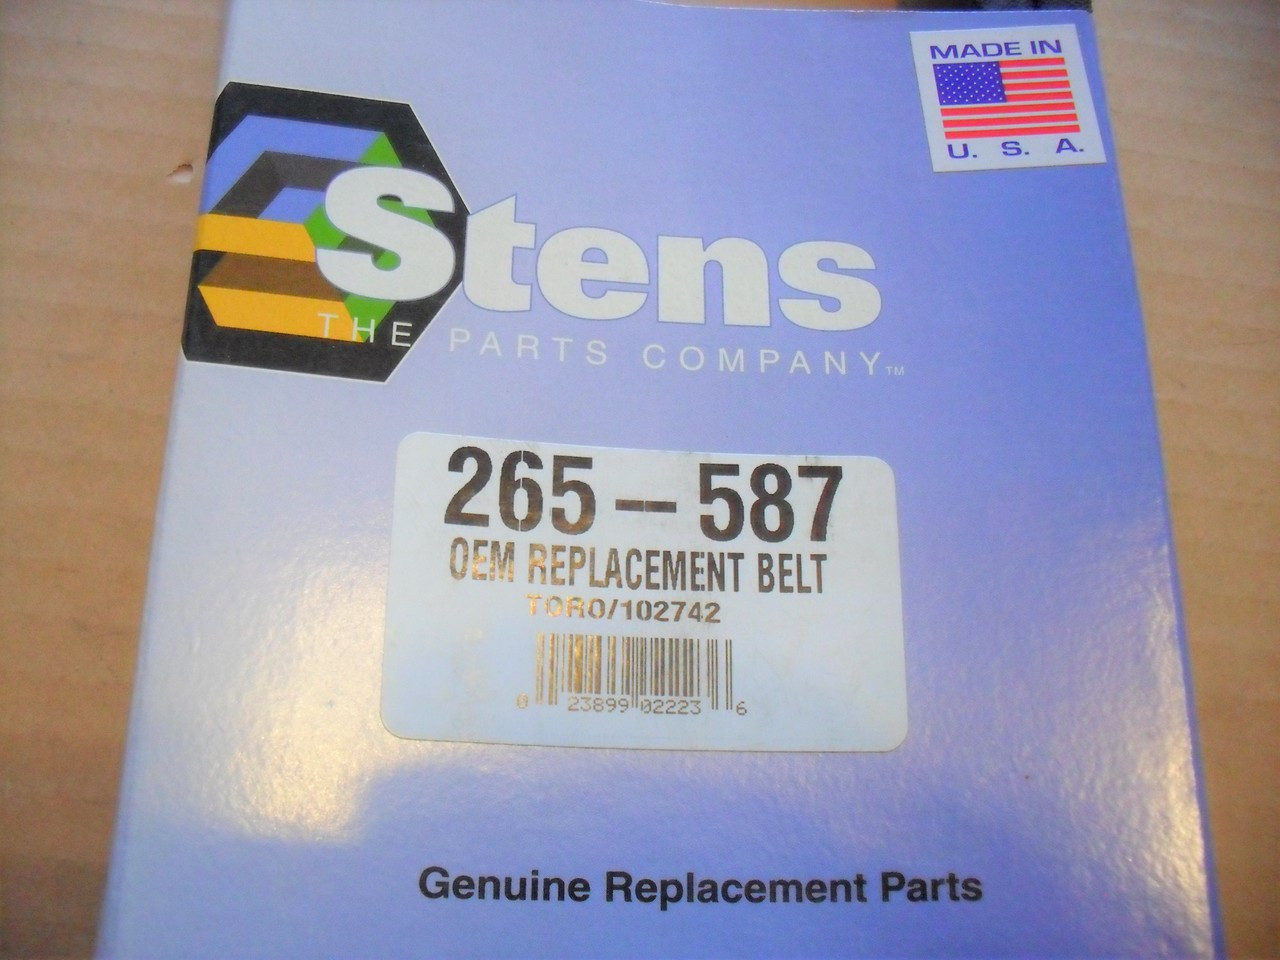 MADE IN
U. S. A.
Stens
THE PARTS COMPANY™
265-587
OEM REPLACEMENT BELT
TORO/102742
0 23899 02223 6
Genuine Replacement Parts